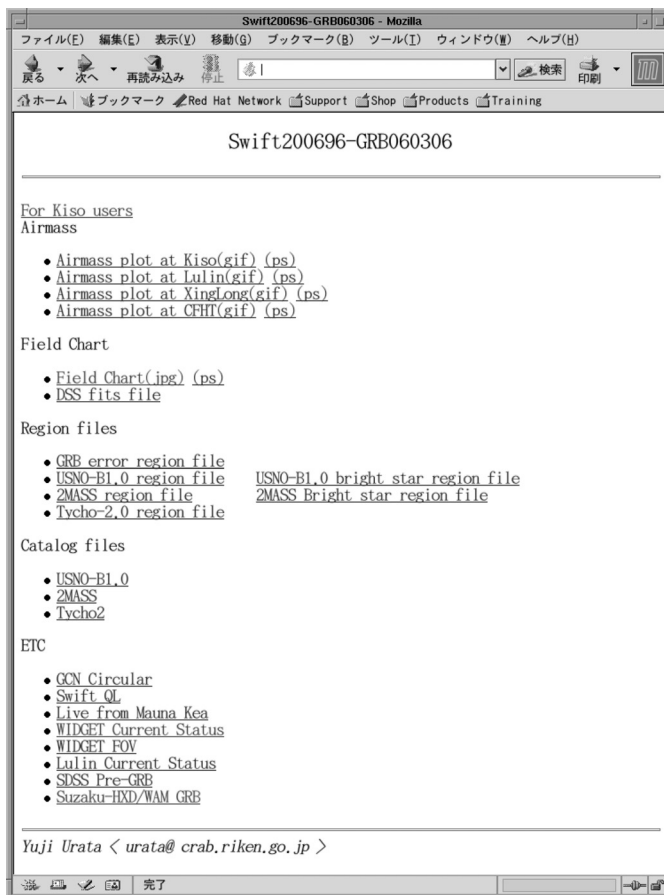 Swift200696-GRB060306 - Mozilla
ファイル(F) 編集(E) 表示(V) 移動(G) ブックマーク(B) ツール(T) ウィンドウ(W) ヘルプ(H)
戻る 次へ 再読み込み 停止 検索 印刷
ホーム ブックマーク Red Hat Network Support Shop Products Training
Swift200696-GRB060306
For Kiso users
Airmass
Airmass plot at Kiso(gif) (ps)
Airmass plot at Lulin(gif) (ps)
Airmass plot at XingLong(gif) (ps)
Airmass plot at CFHT(gif) (ps)
Field Chart
Field Chart(jpg) (ps)
DSS fits file
Region files
GRB error region file
USNO-B1.0 region file USNO-B1.0 bright star region file
2MASS region file 2MASS Bright star region file
Tycho-2.0 region file
Catalog files
USNO-B1.0
2MASS
Tycho2
ETC
GCN Circular
Swift QL
Live from Mauna Kea
WIDGET Current Status
WIDGET FOV
Lulin Current Status
SDSS Pre-GRB
Suzaku-HXD/WAM GRB
Yuji Urata < urata@ crab.riken.go.jp >
完了